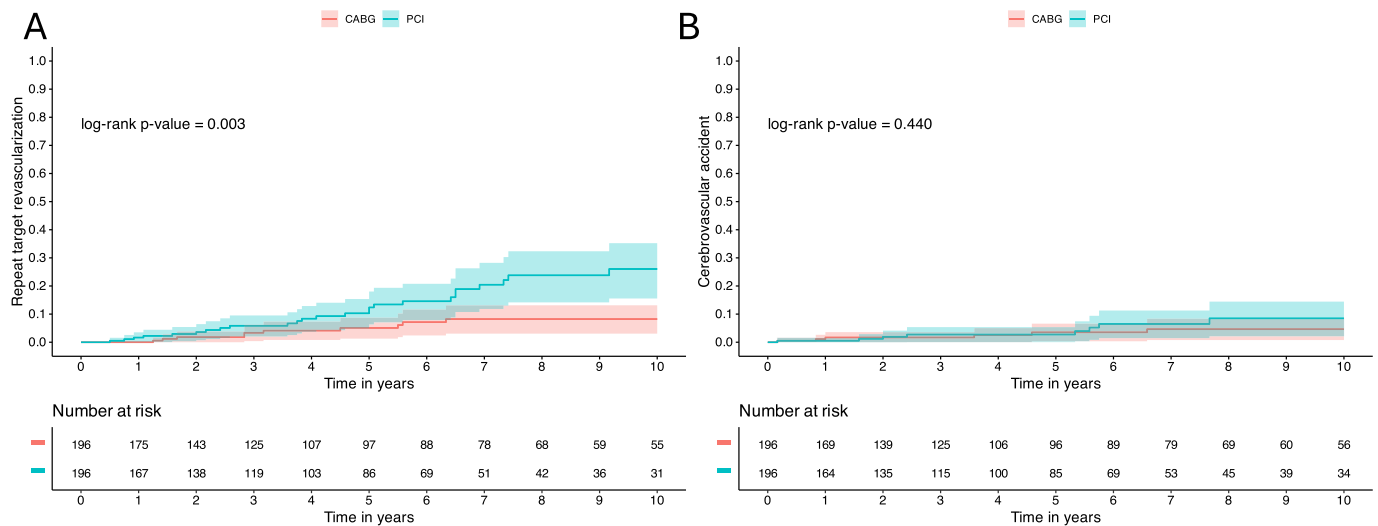 A
CABG PCI
Repeat target revascularization
1.0
0.9
0.8
0.7
0.6
0.5
0.4
0.3
0.2
0.1
0.0
log-rank p-value = 0.003
0 1 2 3 4 5 6 7 8 9 10
Time in years
Number at risk
196 175 143 125 107 97 88 78 68 59 55
196 167 138 119 103 86 69 51 42 36 31
0 1 2 3 4 5 6 7 8 9 10
Time in years
B
CABG PCI
Cerebrovascular accident
1.0
0.9
0.8
0.7
0.6
0.5
0.4
0.3
0.2
0.1
0.0
log-rank p-value = 0.440
0 1 2 3 4 5 6 7 8 9 10
Time in years
Number at risk
196 169 139 125 106 96 89 79 69 60 56
196 164 135 115 100 85 69 53 45 39 34
0 1 2 3 4 5 6 7 8 9 10
Time in years